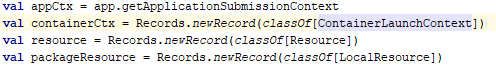 val appCtx = app.getApplicationSubmissionContext
val containerCtx = Records.newRecord(classOf[ContainerLaunchContext])
val resource = Records.newRecord(classOf[Resource])
val packageResource = Records.newRecord(classOf[LocalResource])